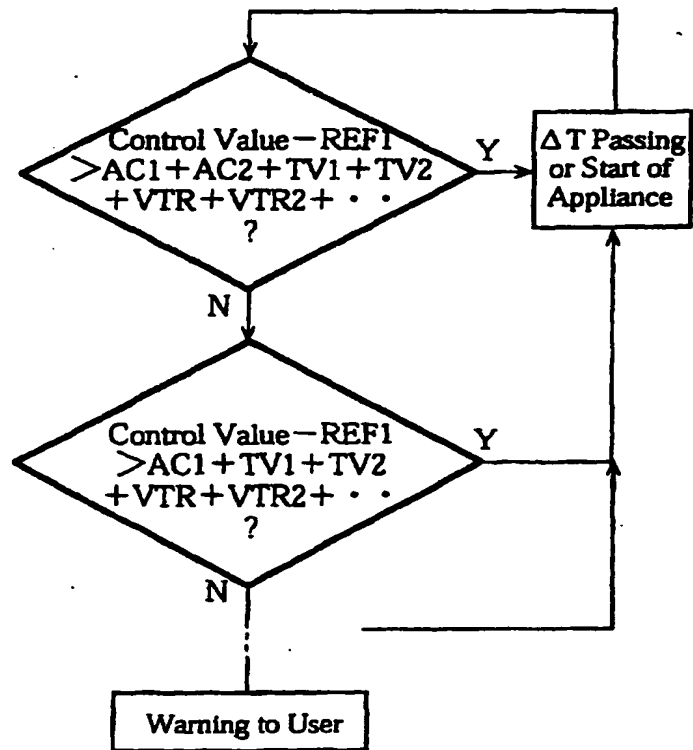 Control Value-REF1
>AC1+AC2+TV1+TV2
+VTR+VTR2+・・
?
Y
ΔT Passing
or Start of
Appliance
N
Control Value-REF1
>AC1+TV1+TV2
+VTR+VTR2+・・
?
Y
N
Warning to User